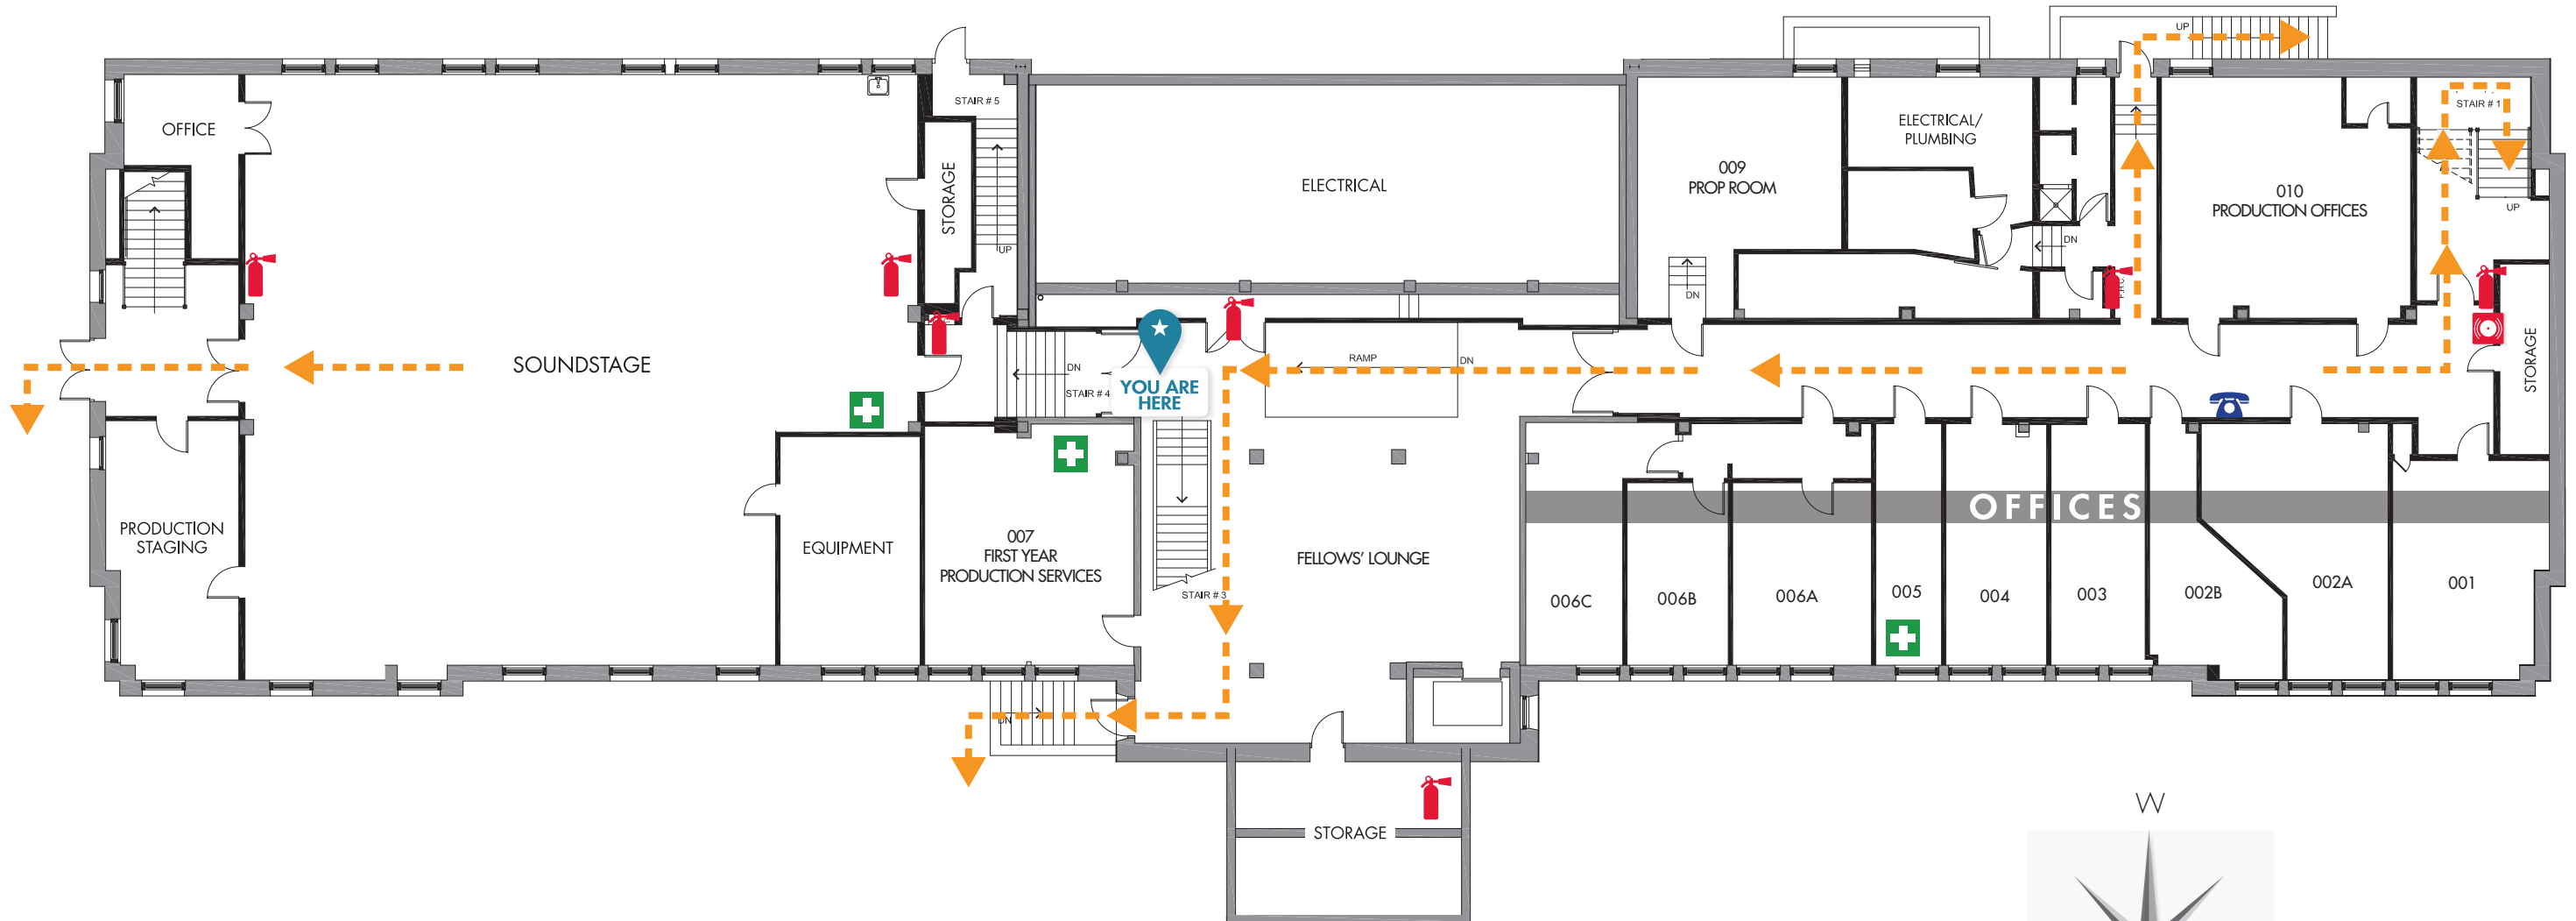 UP
STAIR # 5
STAIR # 1
OFFICE
ELECTRICAL/
PLUMBING
STORAGE
ELECTRICAL
009
PROP ROOM
010
PRODUCTION OFFICES
UP
UP
DN
DN
SOUNDSTAGE
DN
STAIR # 4
YOU ARE
HERE
RAMP
DN
STORAGE
OFFICES
PRODUCTION
STAGING
EQUIPMENT
007
FIRST YEAR
PRODUCTION SERVICES
STAIR # 3
FELLOWS' LOUNGE
006C
006B
006A
005
004
003
002B
002A
001
DN
STORAGE
W